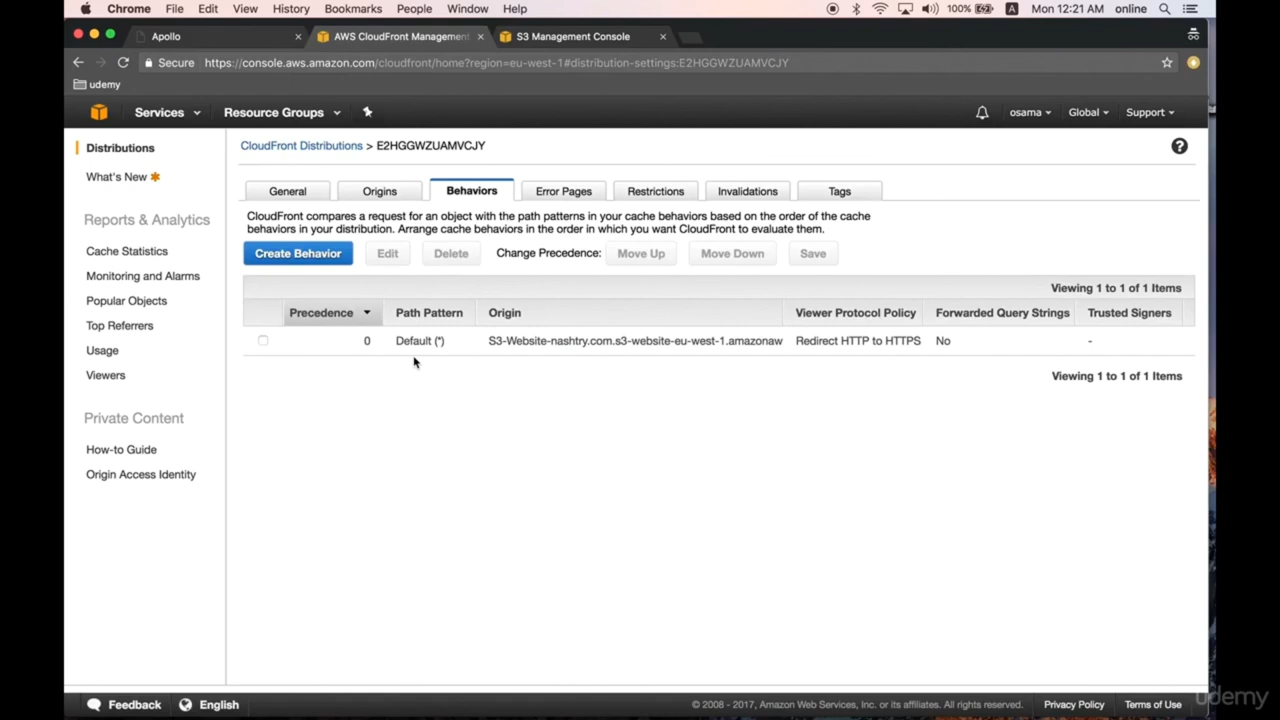 Chrome File Edit View History Bookmarks People Window Help 100% A Mon 12:21 AM online
Apollo × AWS CloudFront Management × S3 Management Console ×
Secure https://console.aws.amazon.com/cloudfront/home?region=eu-west-1#distribution-settings:E2HGGWZUAMVCJY
udemy
Services Resource Groups osama Global Support
Distributions
What's New
Reports & Analytics
Cache Statistics
Monitoring and Alarms
Popular Objects
Top Referrers
Usage
Viewers
Private Content
How-to Guide
Origin Access Identity
CloudFront Distributions > E2HGGWZUAMVCJY
General Origins Behaviors Error Pages Restrictions Invalidations Tags
CloudFront compares a request for an object with the path patterns in your cache behaviors based on the order of the cache
behaviors in your distribution. Arrange cache behaviors in the order in which you want CloudFront to evaluate them.
Create Behavior Edit Delete Change Precedence: Move Up Move Down Save
Viewing 1 to 1 of 1 Items
Precedence Path Pattern Origin Viewer Protocol Policy Forwarded Query Strings Trusted Signers
0 Default (*) S3-Website-nashtry.com.s3-website-eu-west-1.amazonaw Redirect HTTP to HTTPS No -
Viewing 1 to 1 of 1 Items
Feedback English © 2008 - 2017, Amazon Web Services, Inc. or its affiliates. All rights reserved. Privacy Policy Terms of Use
udemy